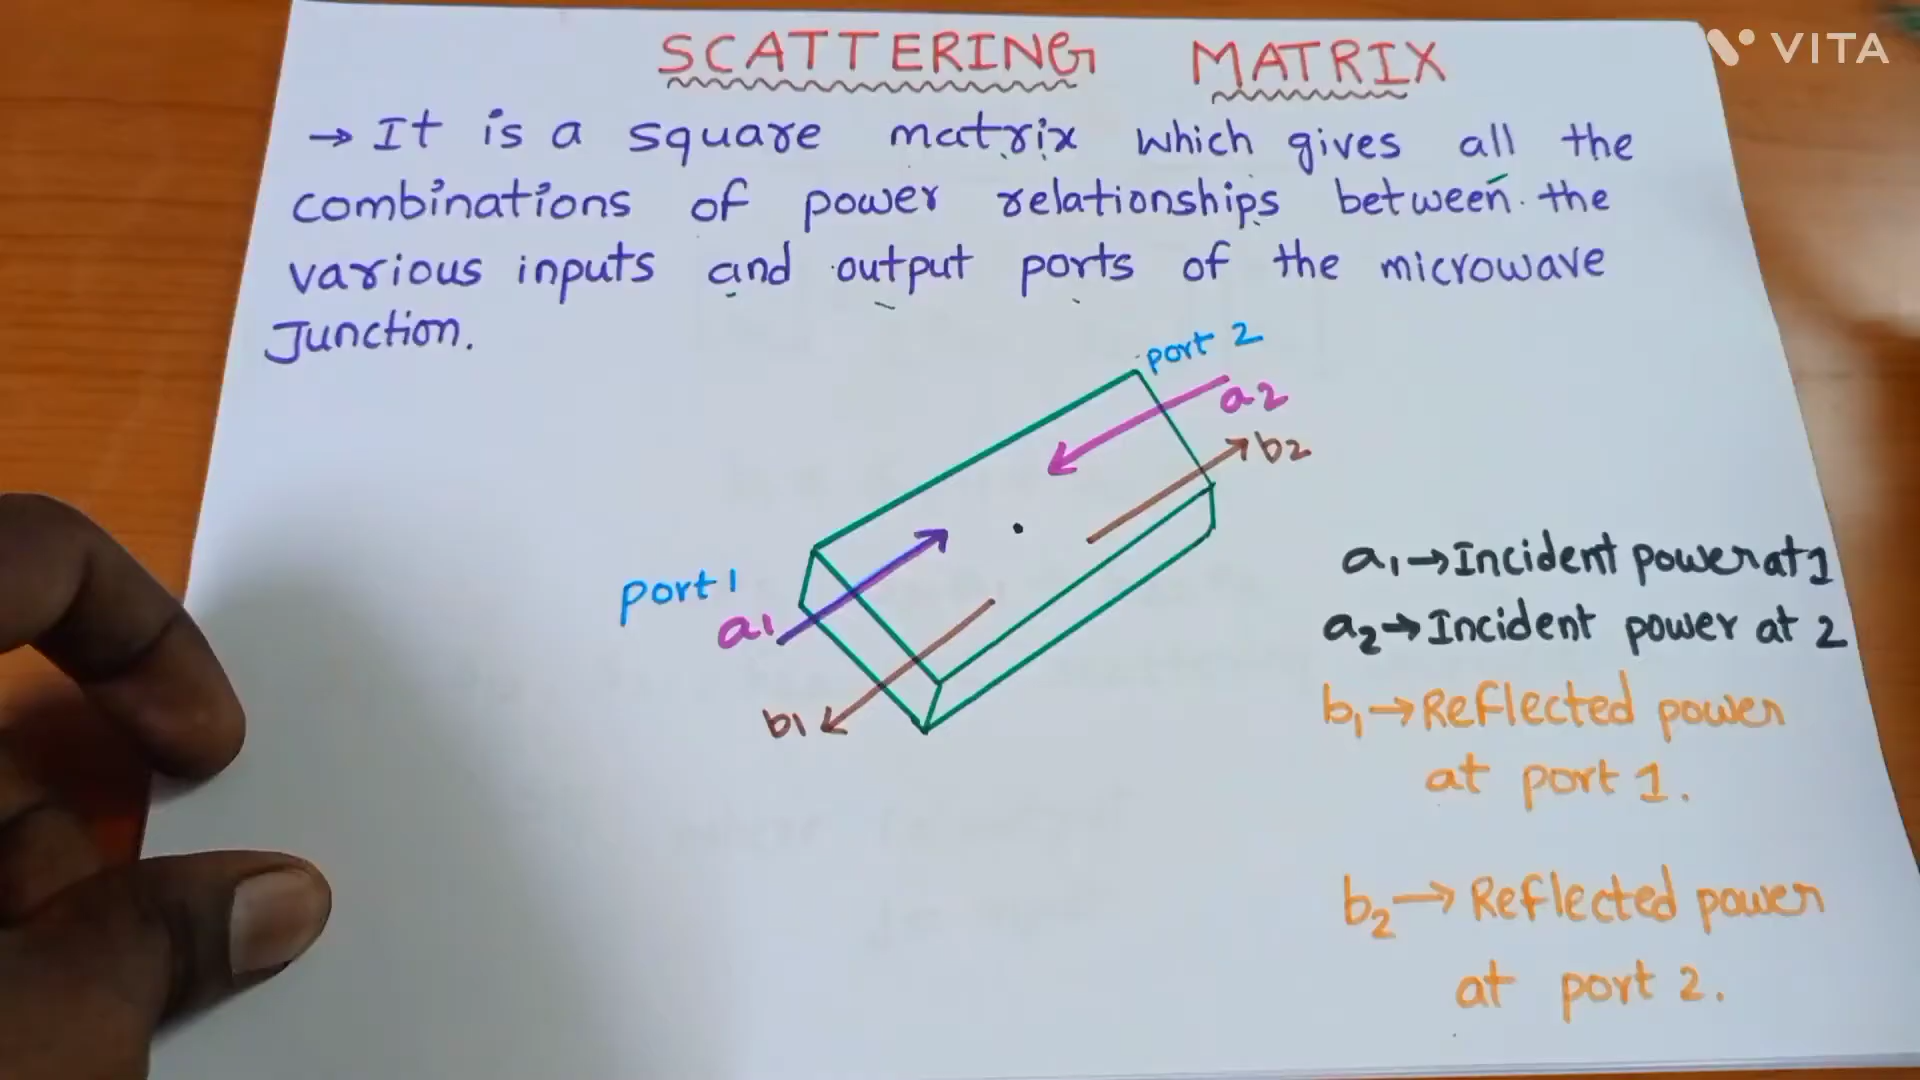 SCATTERING MATRIX
VITA
→ It is a square matrix which gives all the
combinations of power relationships between the
various inputs and output ports of the microwave
Junction.
port 2
a2
b2
port 1
a1
b1
a₁→Incident power at 1
a₂→Incident power at 2
b₁→Reflected power
at port 1.
b₂→Reflected power
at port 2.